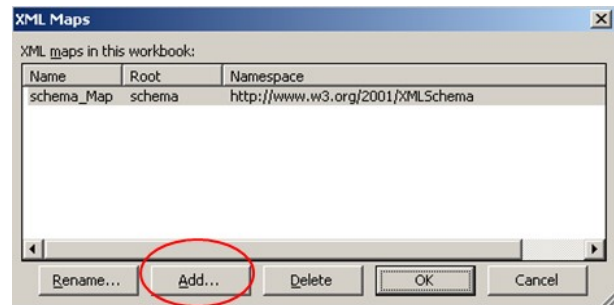 XML Maps
XML maps in this workbook:
Name Root Namespace
schema_Map schema http://www.w3.org/2001/XMLSchema
Rename... Add... Delete OK Cancel